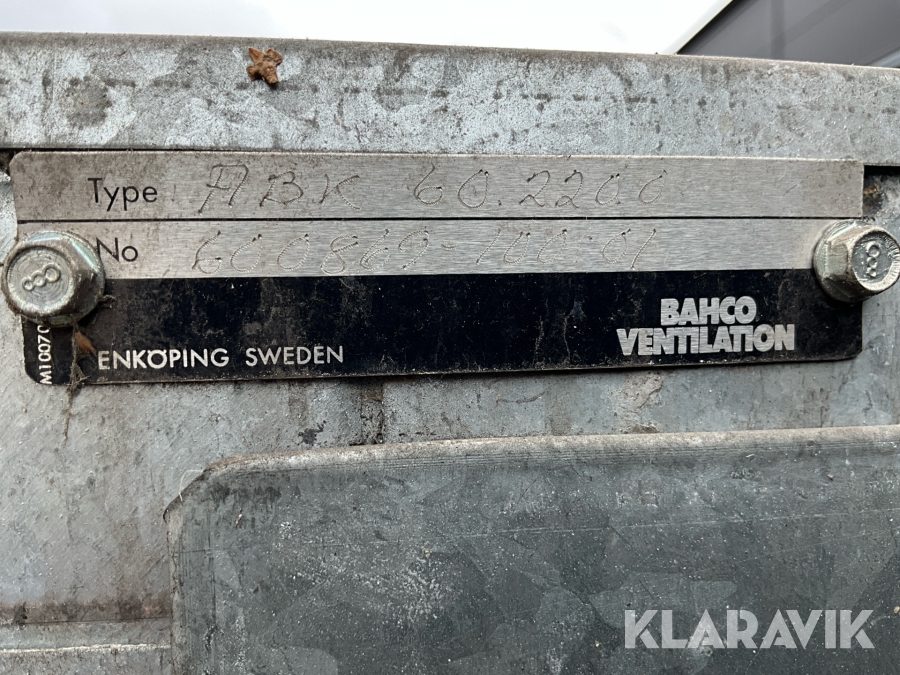 Type ABK 60.2200
No 600869-100-01
BAHCO
VENTILATION
ENKÖPING SWEDEN
KLARAVIK